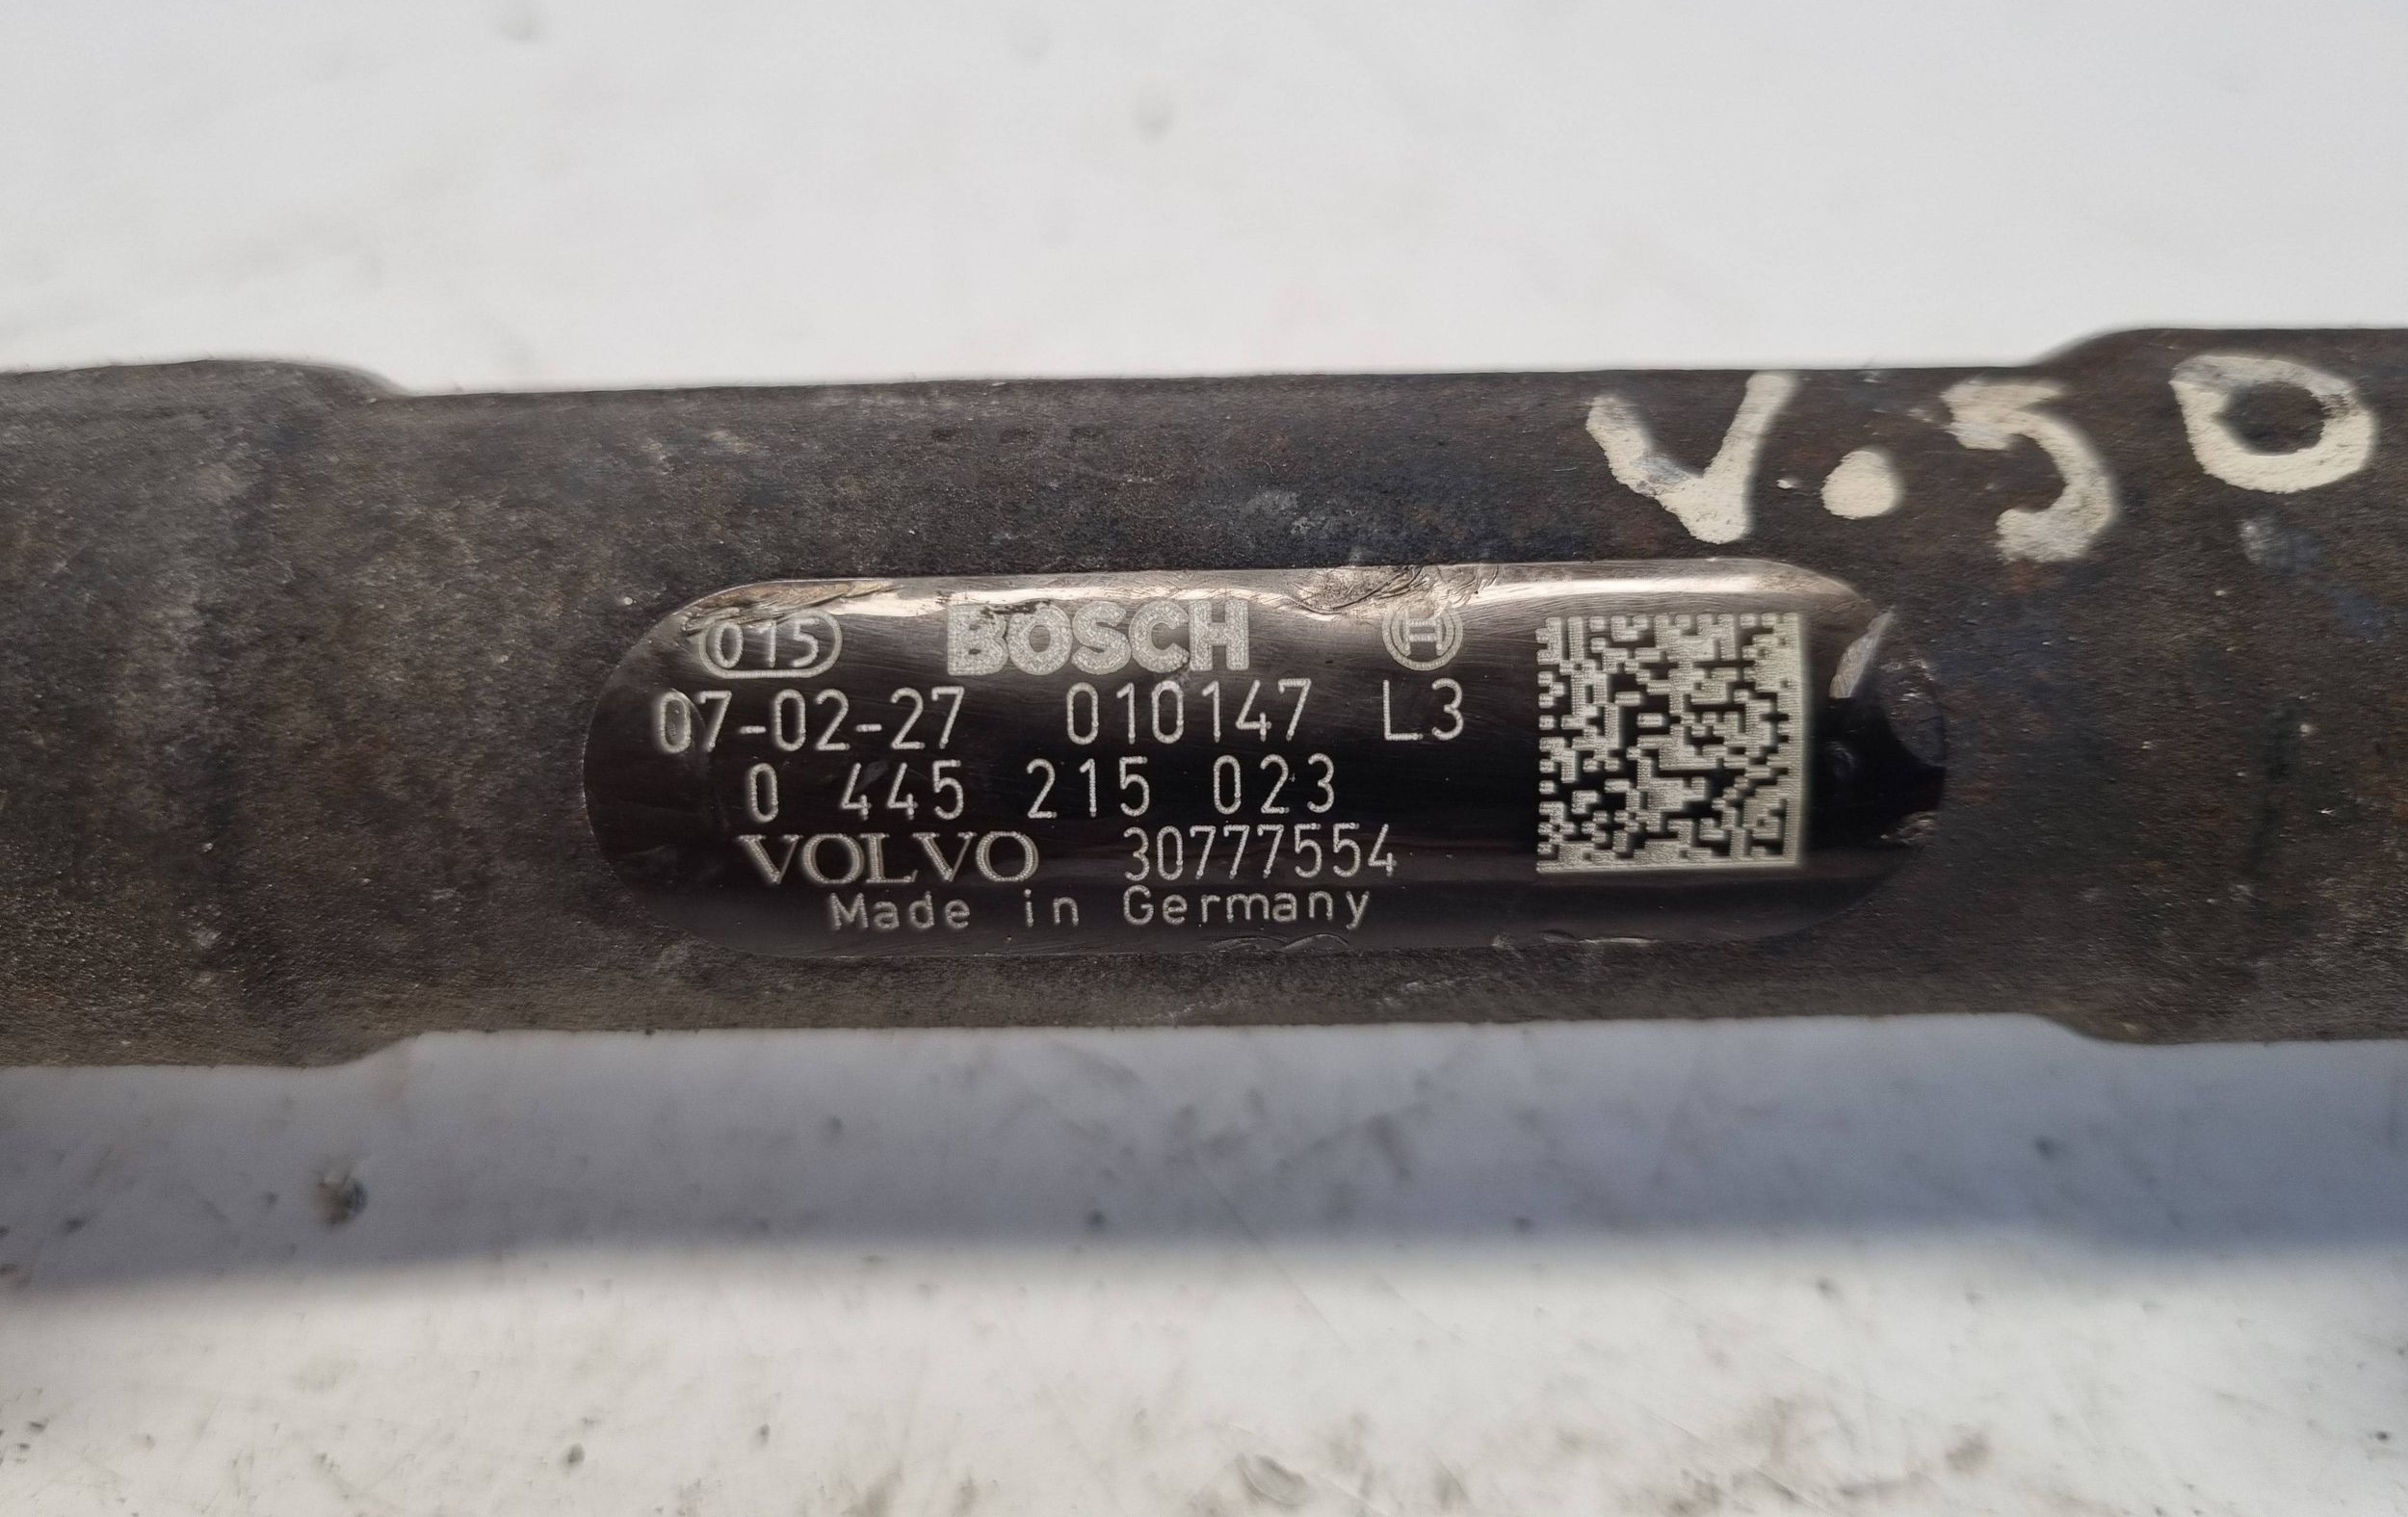 V.50
015 BOSCH
07-02-27 010147 L3
0 445 215 023
VOLVO 30777554
Made in Germany